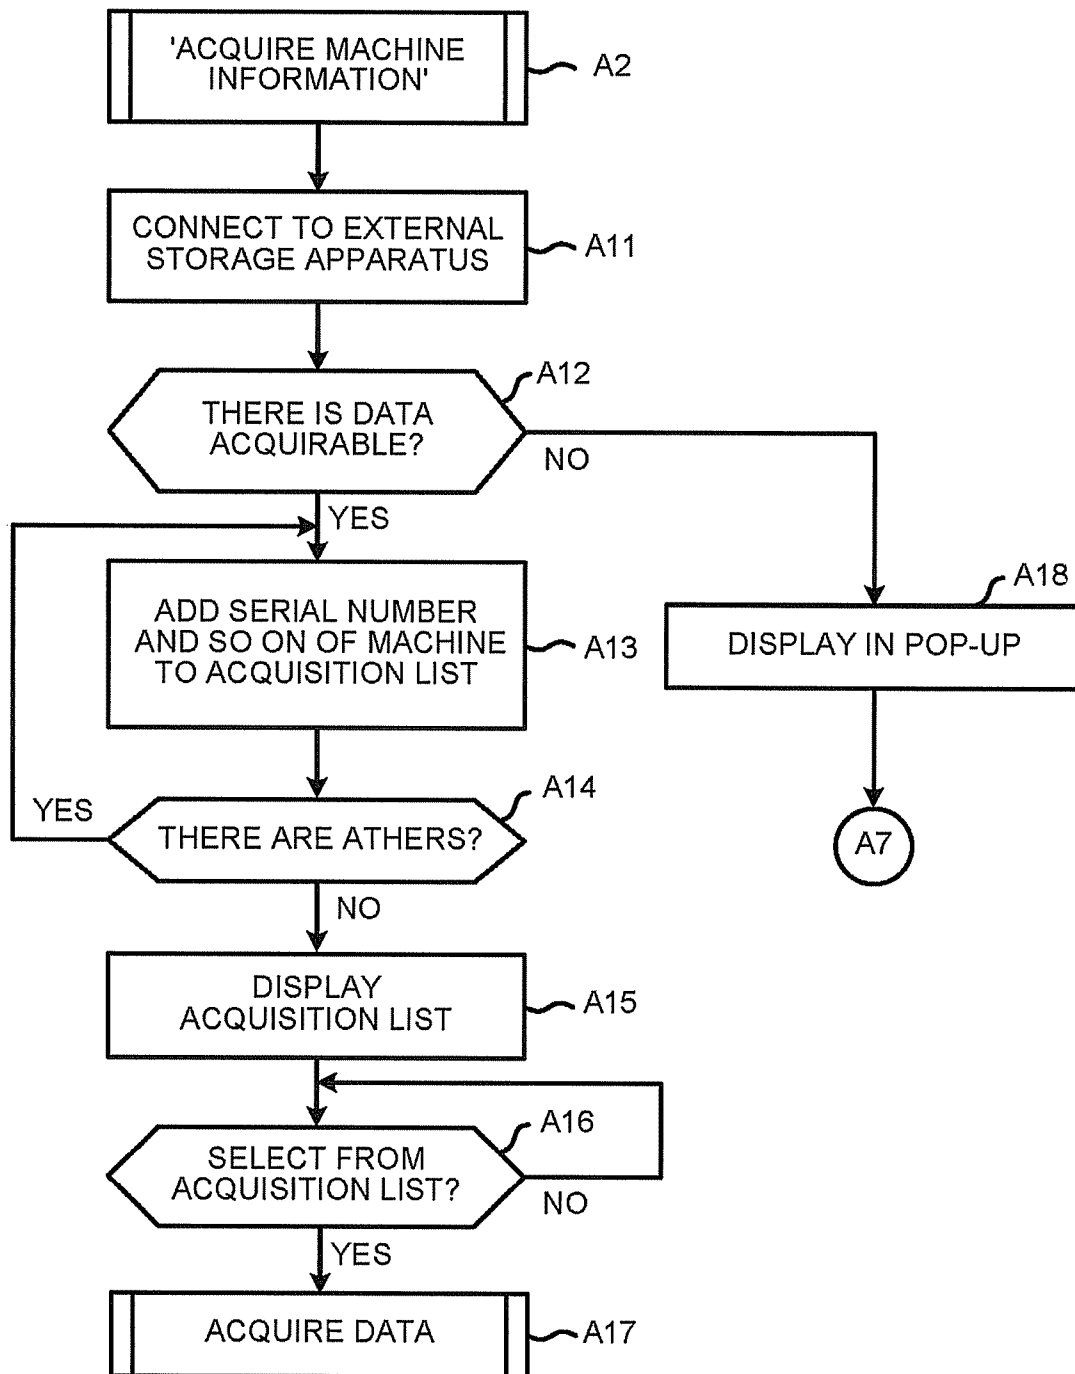 'ACQUIRE MACHINE
INFORMATION'
A2
CONNECT TO EXTERNAL
STORAGE APPARATUS
A11
A12
THERE IS DATA
ACQUIRABLE?
NO
YES
A18
ADD SERIAL NUMBER
AND SO ON OF MACHINE
TO ACQUISITION LIST
A13
DISPLAY IN POP-UP
A14
YES
THERE ARE ATHERS?
A7
NO
DISPLAY
ACQUISITION LIST
A15
A16
SELECT FROM
ACQUISITION LIST?
NO
YES
ACQUIRE DATA
A17